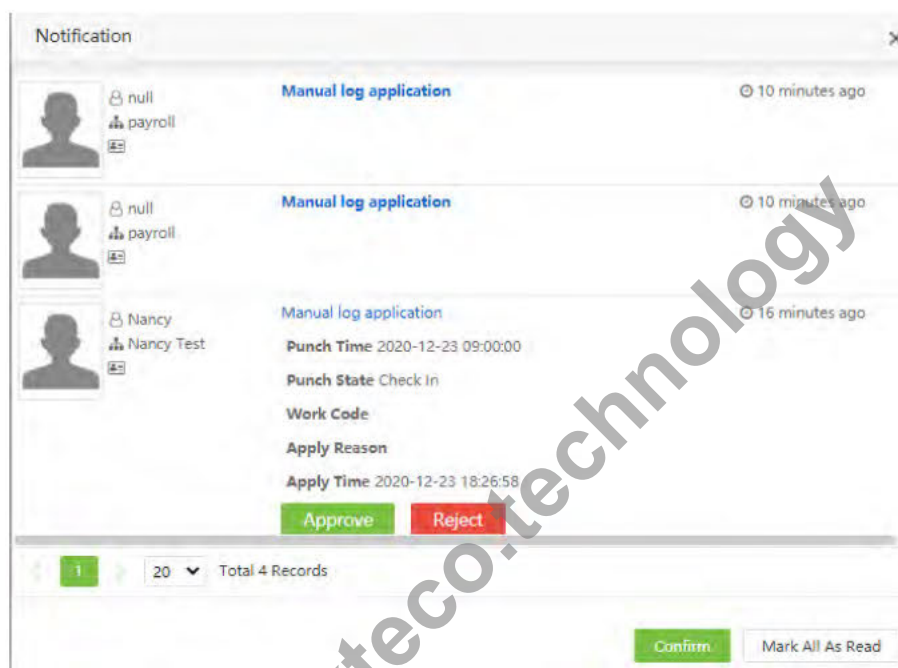 Notification
×
null
Manual log application
10 minutes ago
payroll
null
Manual log application
10 minutes ago
payroll
Nancy
Manual log application
16 minutes ago
Nancy Test
Punch Time 2020-12-23 09:00:00
Punch State Check In
Work Code
Apply Reason
Apply Time 2020-12-23 18:26:58
Approve Reject
1 20 Total 4 Records
Confirm Mark All As Read
teco.technology